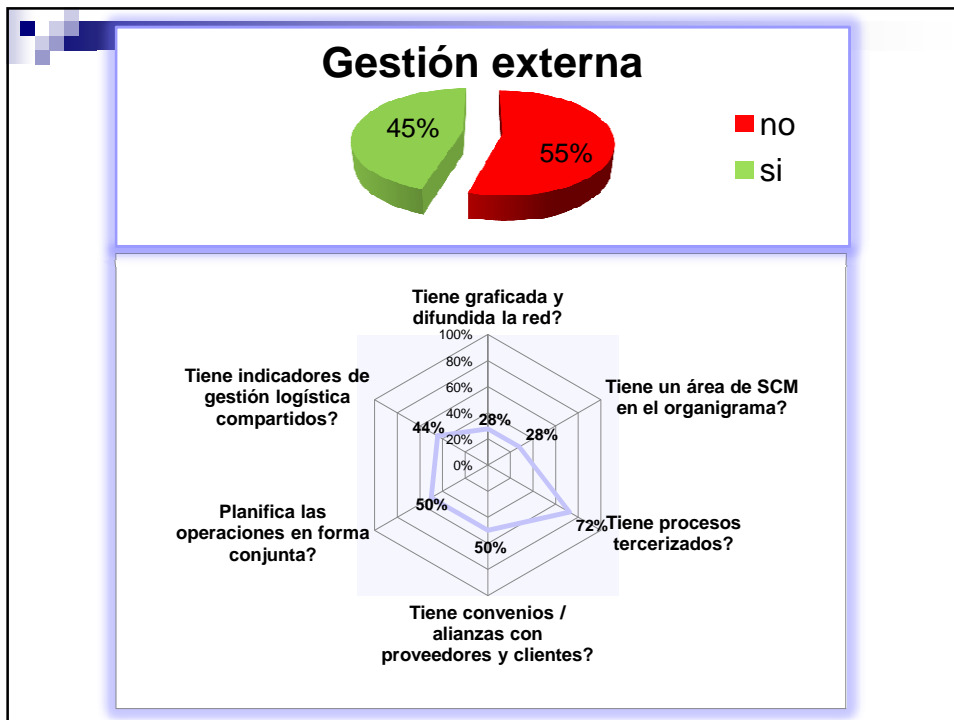 Gestión externa
45%
55%
no
si
Tiene graficada y
difundida la red?
100%
80%
60%
40%
20%
0%
28%
Tiene un área de SCM
en el organigrama?
28%
Tiene procesos
tercerizados?
72%
Tiene convenios /
alianzas con
proveedores y clientes?
50%
Planifica las
operaciones en forma
conjunta?
50%
Tiene indicadores de
gestión logística
compartidos?
44%